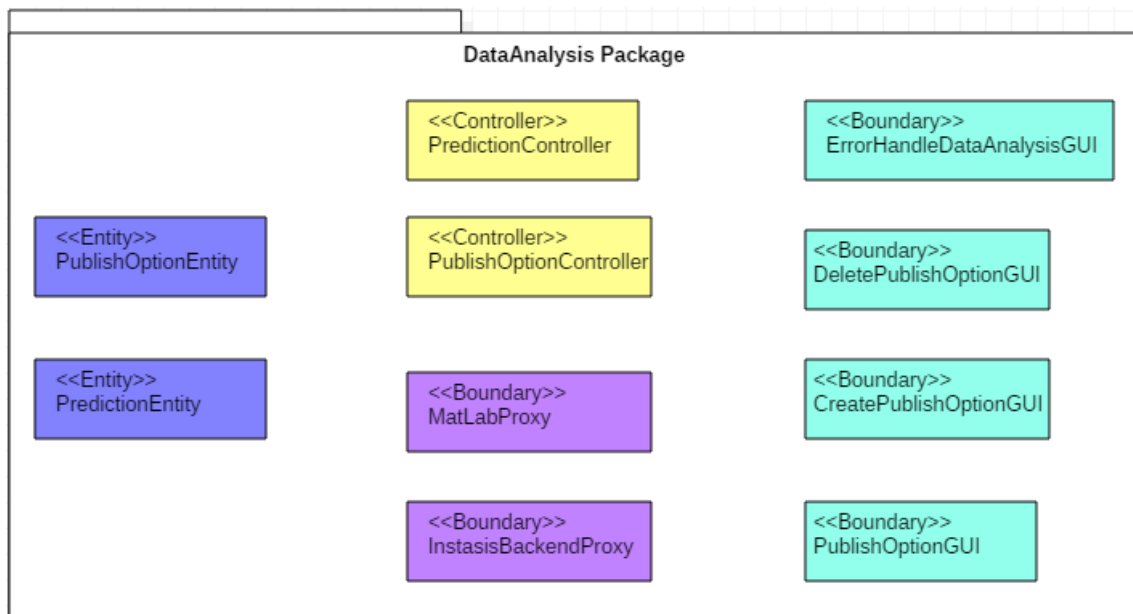 DataAnalysis Package
<<Controller>>
PredictionController
<<Boundary>>
ErrorHandleDataAnalysisGUI
<<Entity>>
PublishOptionEntity
<<Controller>>
PublishOptionController
<<Boundary>>
DeletePublishOptionGUI
<<Entity>>
PredictionEntity
<<Boundary>>
MatLabProxy
<<Boundary>>
CreatePublishOptionGUI
<<Boundary>>
InstasisBackendProxy
<<Boundary>>
PublishOptionGUI